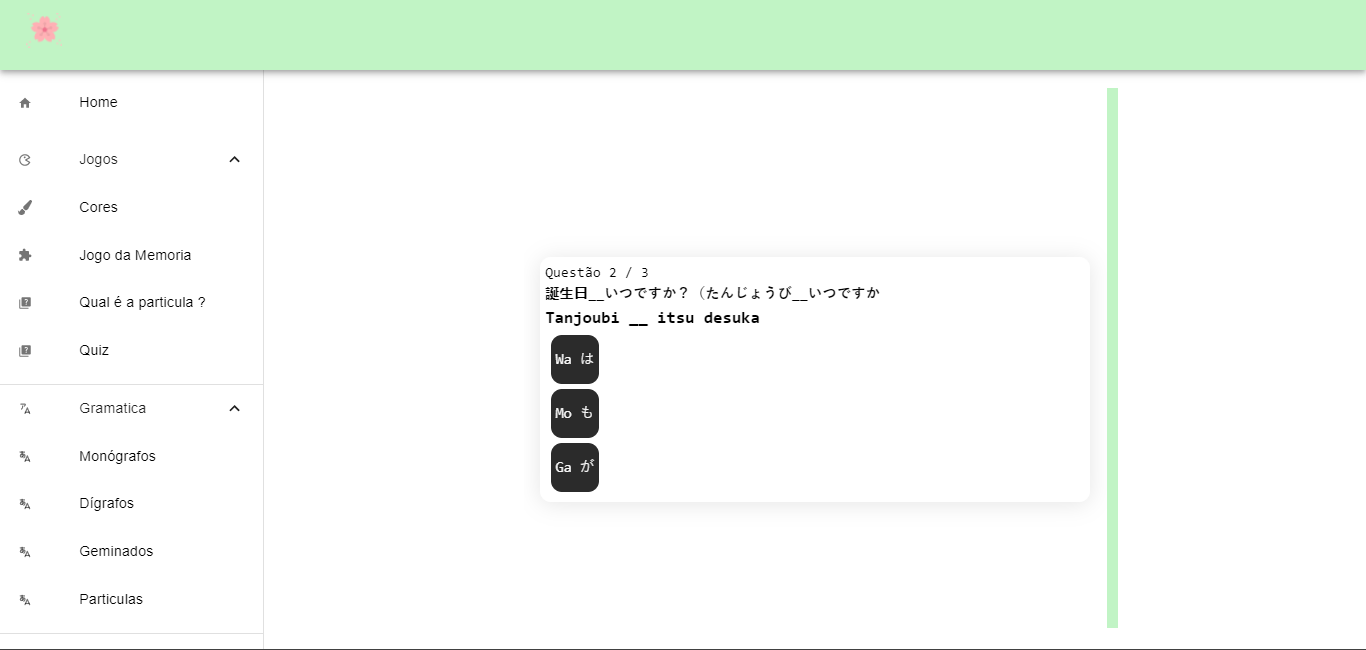 Home
Jogos
Cores
Jogo da Memoria
Qual é a particula ?
Quiz
Gramatica
Monógrafos
Dígrafos
Geminados
Particulas
Questão 2 / 3
誕生日__いつですか？（たんじょうび__いつですか
Tanjoubi __ itsu desuka
Wa は
Mo も
Ga が